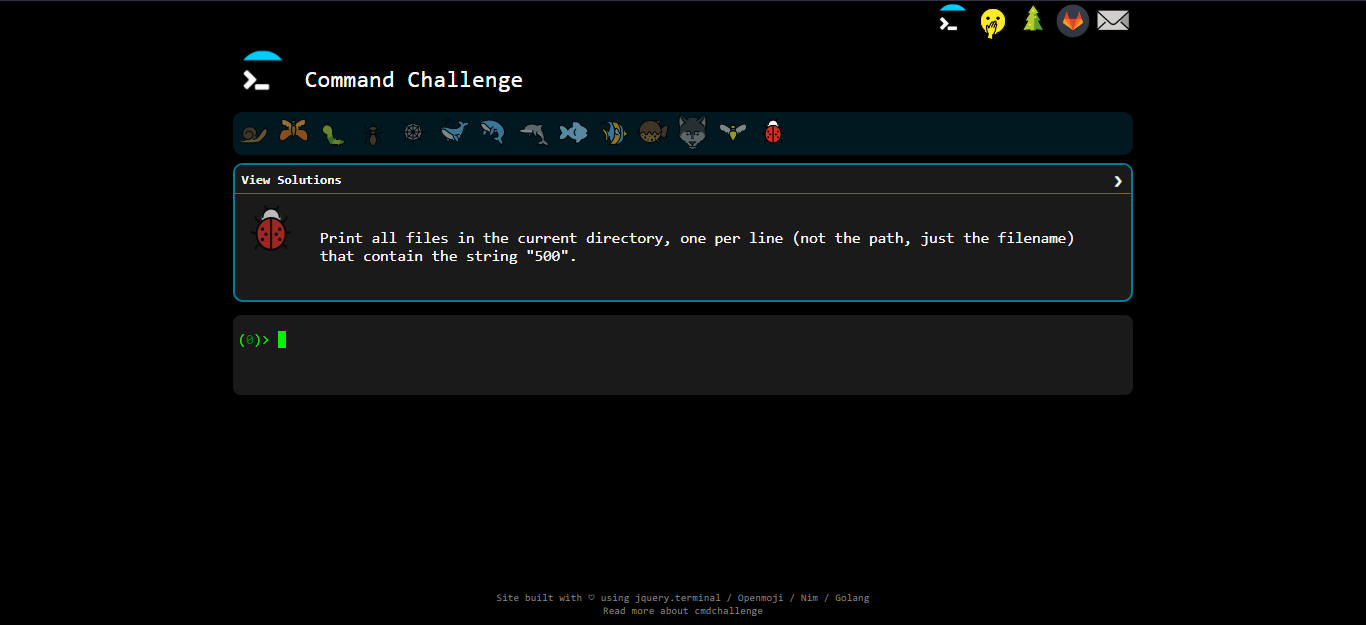 Command Challenge
View Solutions
Print all files in the current directory, one per line (not the path, just the filename)
that contain the string "500".
(0)>
Site built with ♡ using jquery.terminal / Openmoji / Nim / Golang
Read more about cmdchallenge